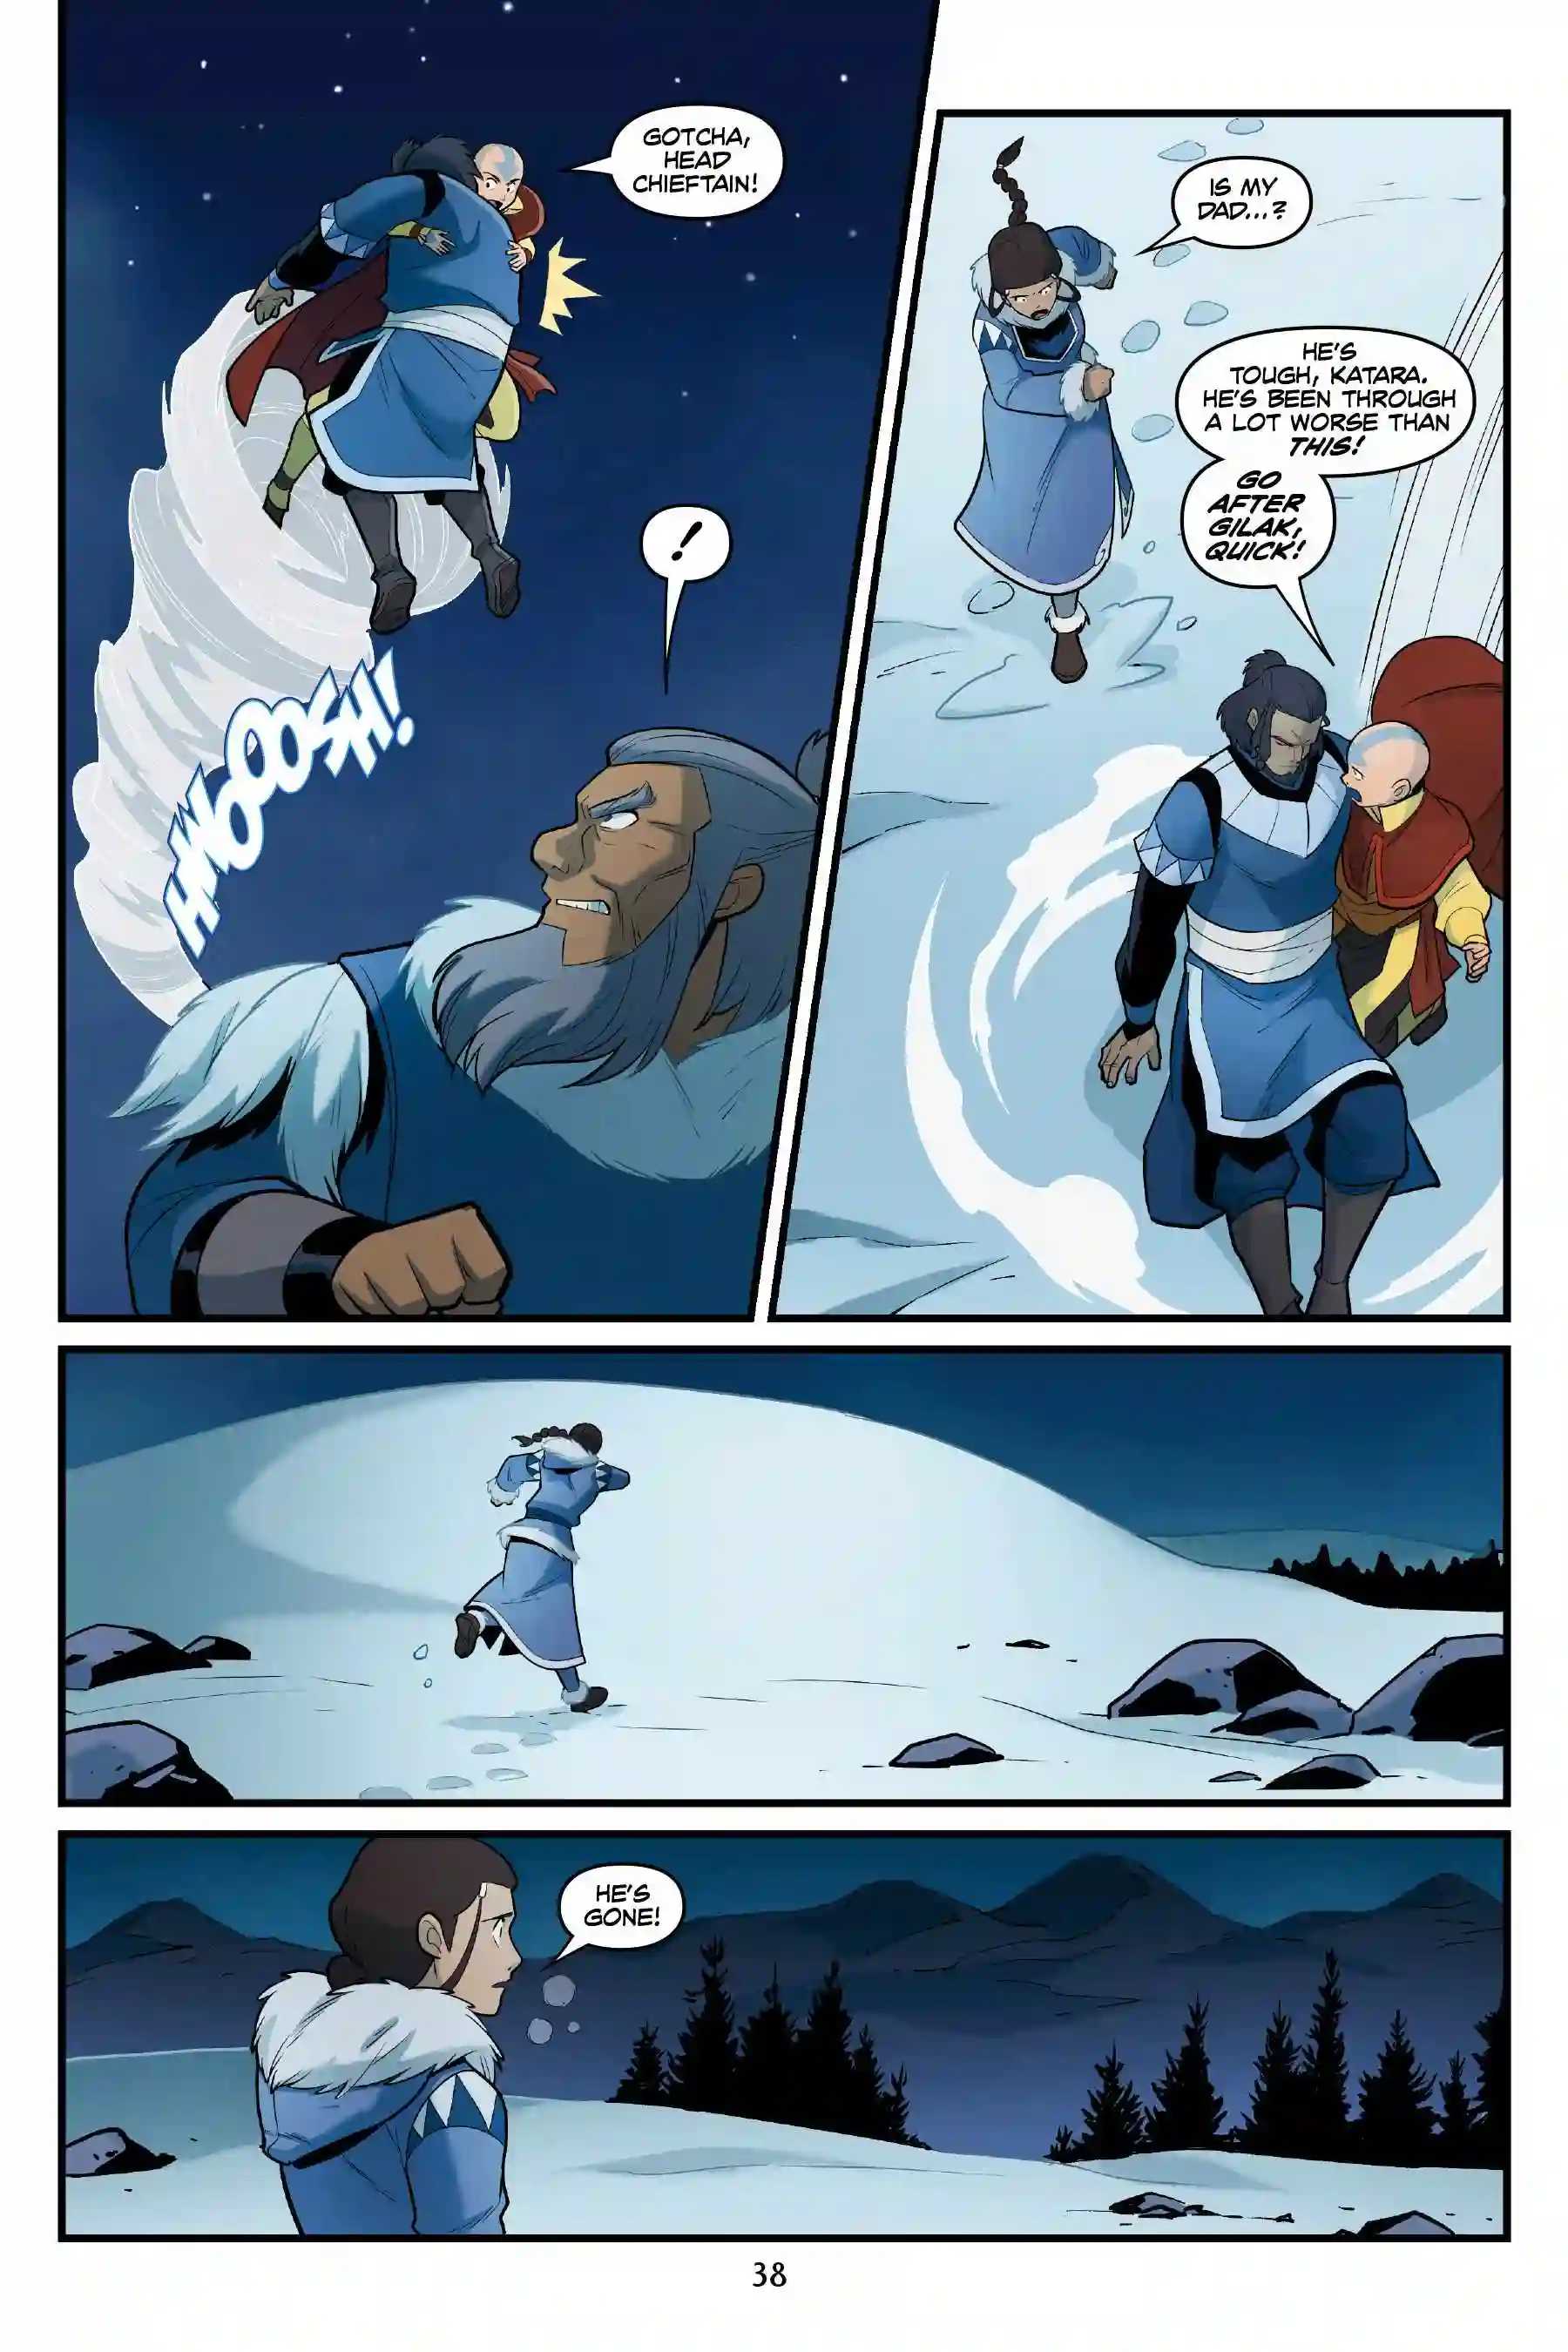 GOTCHA,
HEAD
CHIEFTAIN!
HWOOOSH!
!
IS MY
DAD...?
HE'S
TOUGH, KATARA.
HE'S BEEN THROUGH
A LOT WORSE THAN
THIS!
GO
AFTER
GILAK,
QUICK!
HE'S
GONE!
38